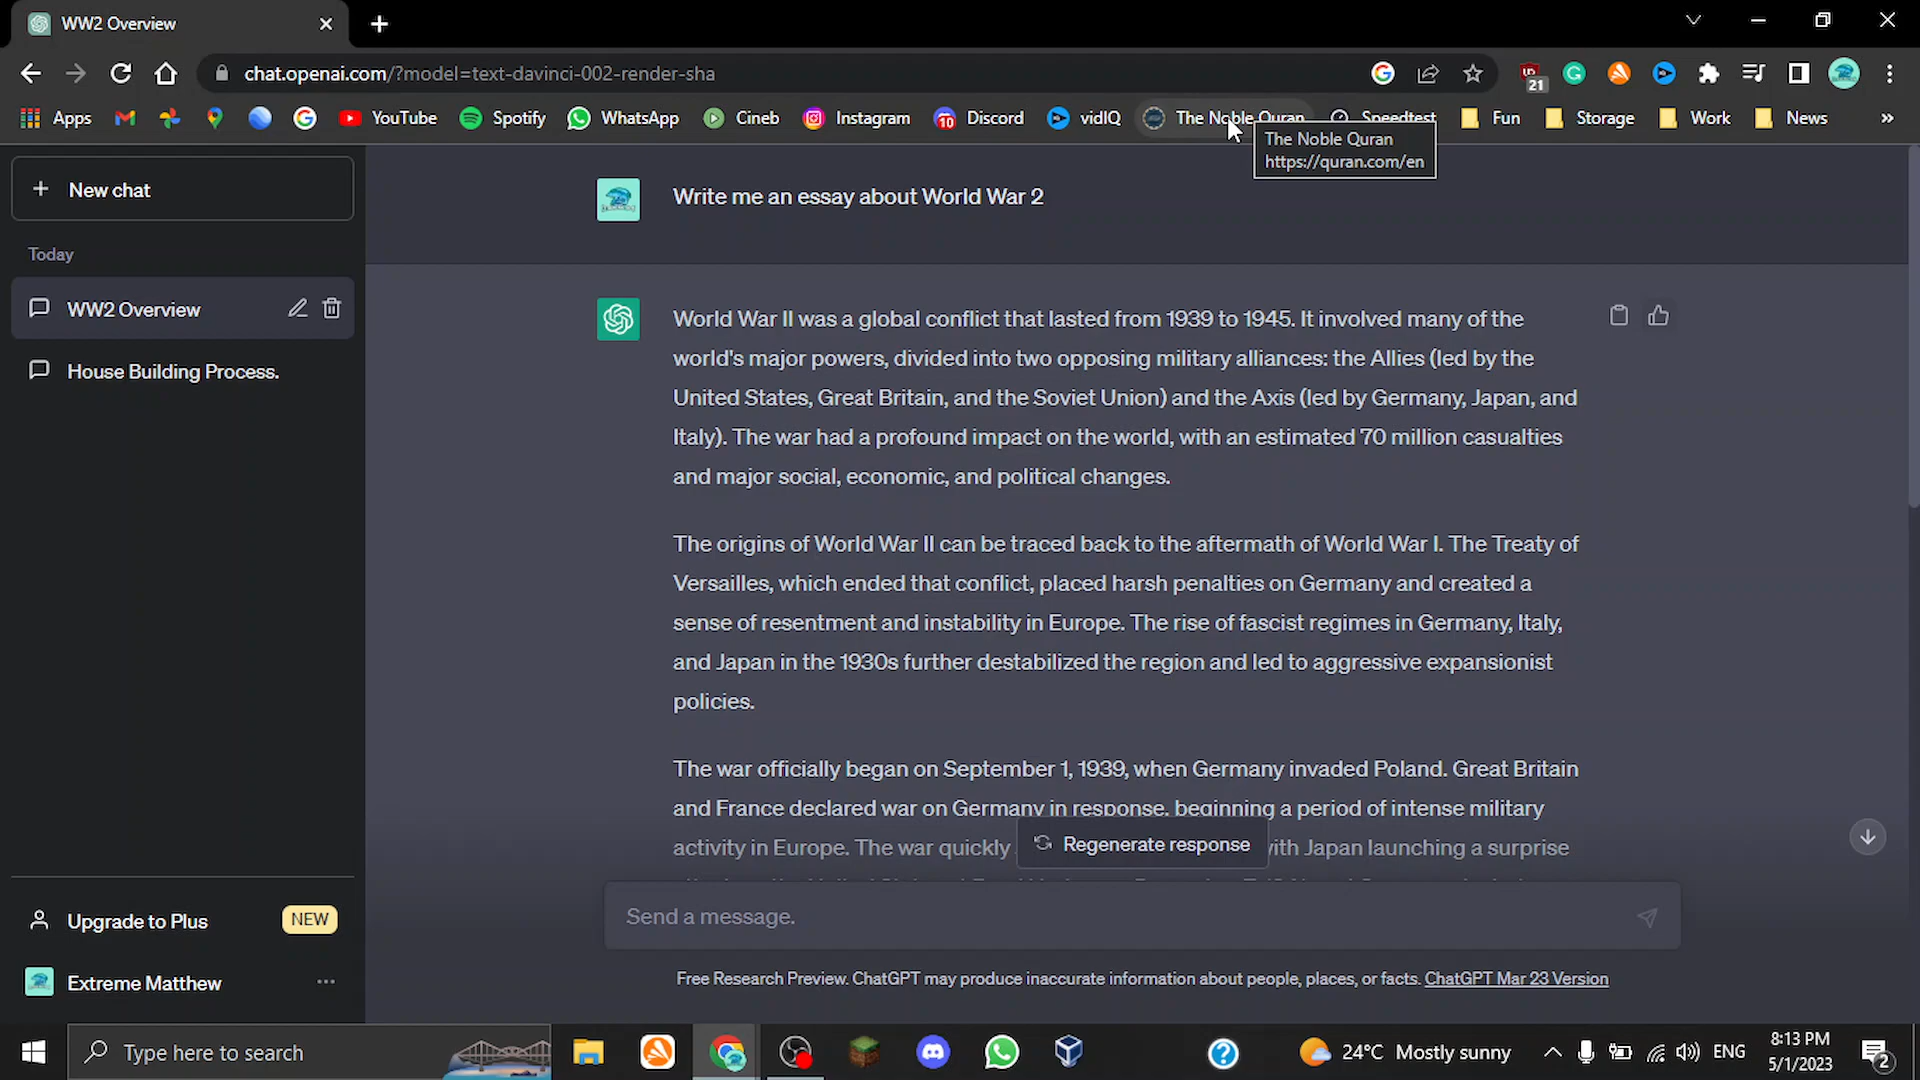 WW2 Overview
chat.openai.com/?model=text-davinci-002-render-sha
21
Apps
YouTube
Spotify
WhatsApp
Cineb
Instagram
10
Discord
vidIQ
The Noble Quran
Speedtest
Fun
Storage
Work
News
»
The Noble Quran
https://quran.com/en
New chat
Today
WW2 Overview
House Building Process.
Write me an essay about World War 2
World War II was a global conflict that lasted from 1939 to 1945. It involved many of the
world's major powers, divided into two opposing military alliances: the Allies (led by the
United States, Great Britain, and the Soviet Union) and the Axis (led by Germany, Japan, and
Italy). The war had a profound impact on the world, with an estimated 70 million casualties
and major social, economic, and political changes.
The origins of World War II can be traced back to the aftermath of World War I. The Treaty of
Versailles, which ended that conflict, placed harsh penalties on Germany and created a
sense of resentment and instability in Europe. The rise of fascist regimes in Germany, Italy,
and Japan in the 1930s further destabilized the region and led to aggressive expansionist
policies.
The war officially began on September 1, 1939, when Germany invaded Poland. Great Britain
and France declared war on Germany in response, beginning a period of intense military
activity in Europe. The war quickly
with Japan launching a surprise
Regenerate response
Send a message.
Free Research Preview. ChatGPT may produce inaccurate information about people, places, or facts. ChatGPT Mar 23 Version
Upgrade to Plus
NEW
Extreme Matthew
Type here to search
24°C Mostly sunny
ENG
8:13 PM
5/1/2023
2